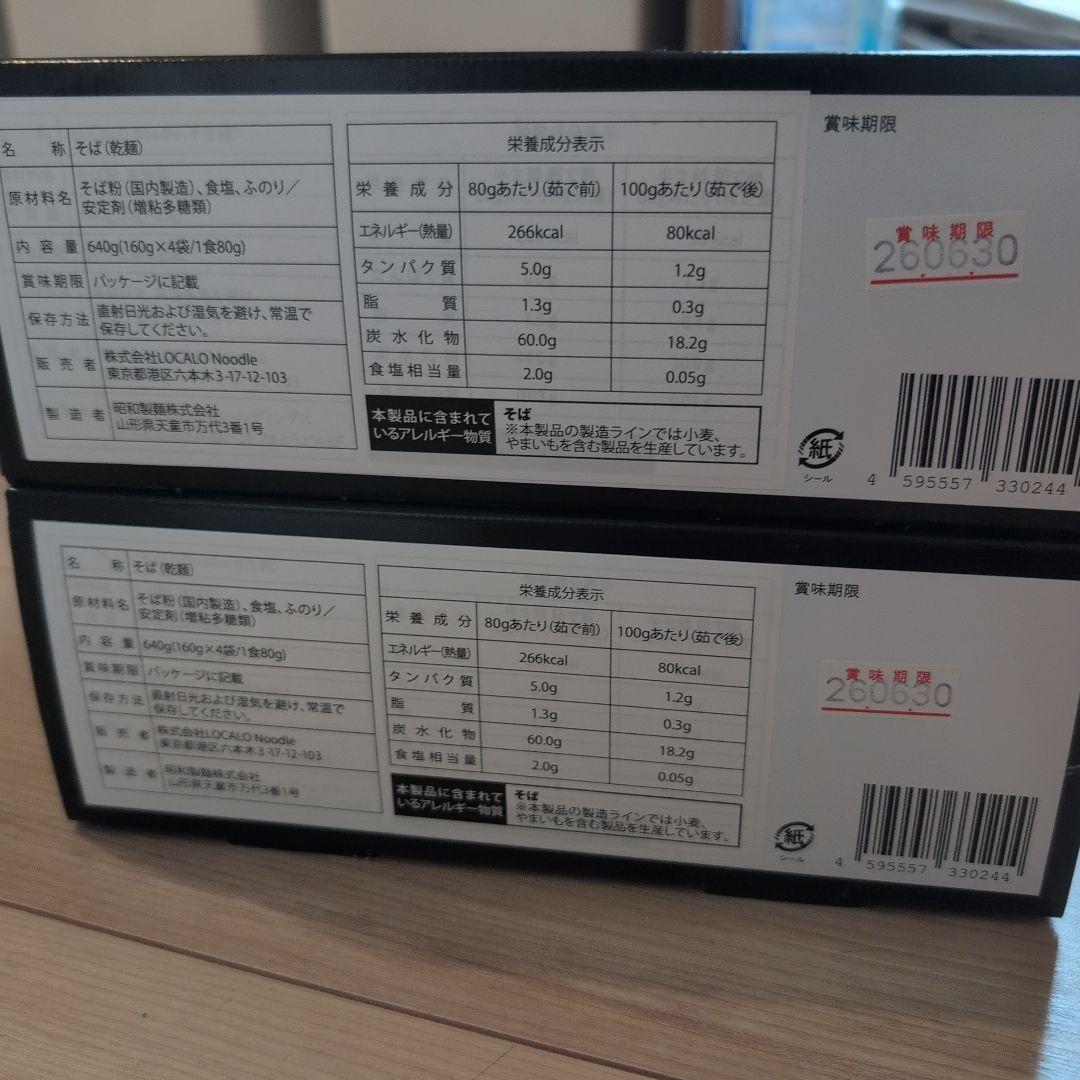 名 称 そば(乾麺)
原材料名 そば粉(国内製造)、食塩、ふのり/
安定剤(増粘多糖類)
内容量 640g(160g×4袋/1食80g)
賞味期限 パッケージに記載
保存方法 直射日光および湿気を避け、常温で
保存してください。
販売者 株式会社LOCALO Noodle
東京都港区六本木3-17-12-103
製造者 昭和製麺株式会社
山形県天童市万代3番1号
栄養成分表示
栄養成分 80gあたり(茹で前) 100gあたり(茹で後)
エネルギー(熱量) 266kcal 80kcal
タンパク質 5.0g 1.2g
脂質 1.3g 0.3g
炭水化物 60.0g 18.2g
食塩相当量 2.0g 0.05g
本製品に含まれて
いるアレルギー物質
そば
※本製品の製造ラインでは小麦、
やまいもを含む製品を生産しています。
賞味期限
賞味期限
260630
紙
シール
4 595557 330244
名 称 そば(乾麺)
原材料名 そば粉(国内製造)、食塩、ふのり/
安定剤(増粘多糖類)
内容量 640g(160g×4袋/1食80g)
賞味期限 パッケージに記載
保存方法 直射日光および湿気を避け、常温で
保存してください。
販売者 株式会社LOCALO Noodle
東京都港区六本木3-17-12-103
製造者 昭和製麺株式会社
山形県天童市万代3番1号
栄養成分表示
栄養成分 80gあたり(茹で前) 100gあたり(茹で後)
エネルギー(熱量) 266kcal 80kcal
タンパク質 5.0g 1.2g
脂質 1.3g 0.3g
炭水化物 60.0g 18.2g
食塩相当量 2.0g 0.05g
本製品に含まれて
いるアレルギー物質
そば
※本製品の製造ラインでは小麦、
やまいもを含む製品を生産しています。
賞味期限
賞味期限
260630
紙
シール
4 595557 330244